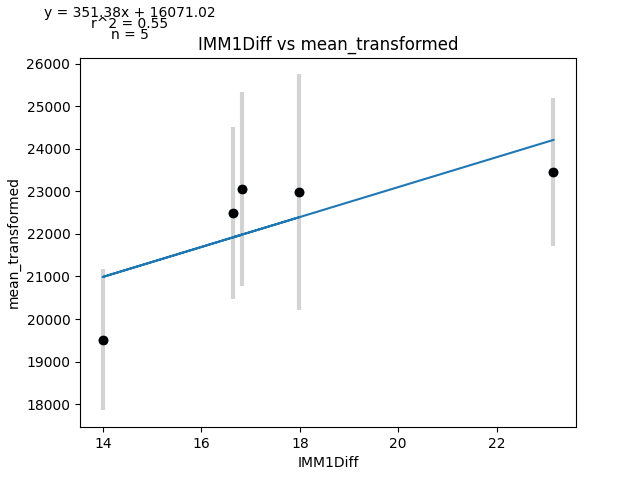 y = 351.38x + 16071.02
r^2 = 0.55
n = 5
IMM1Diff vs mean_transformed
26000
25000
24000
23000
22000
21000
20000
19000
18000
mean_transformed
14 16 18 20 22
IMM1Diff